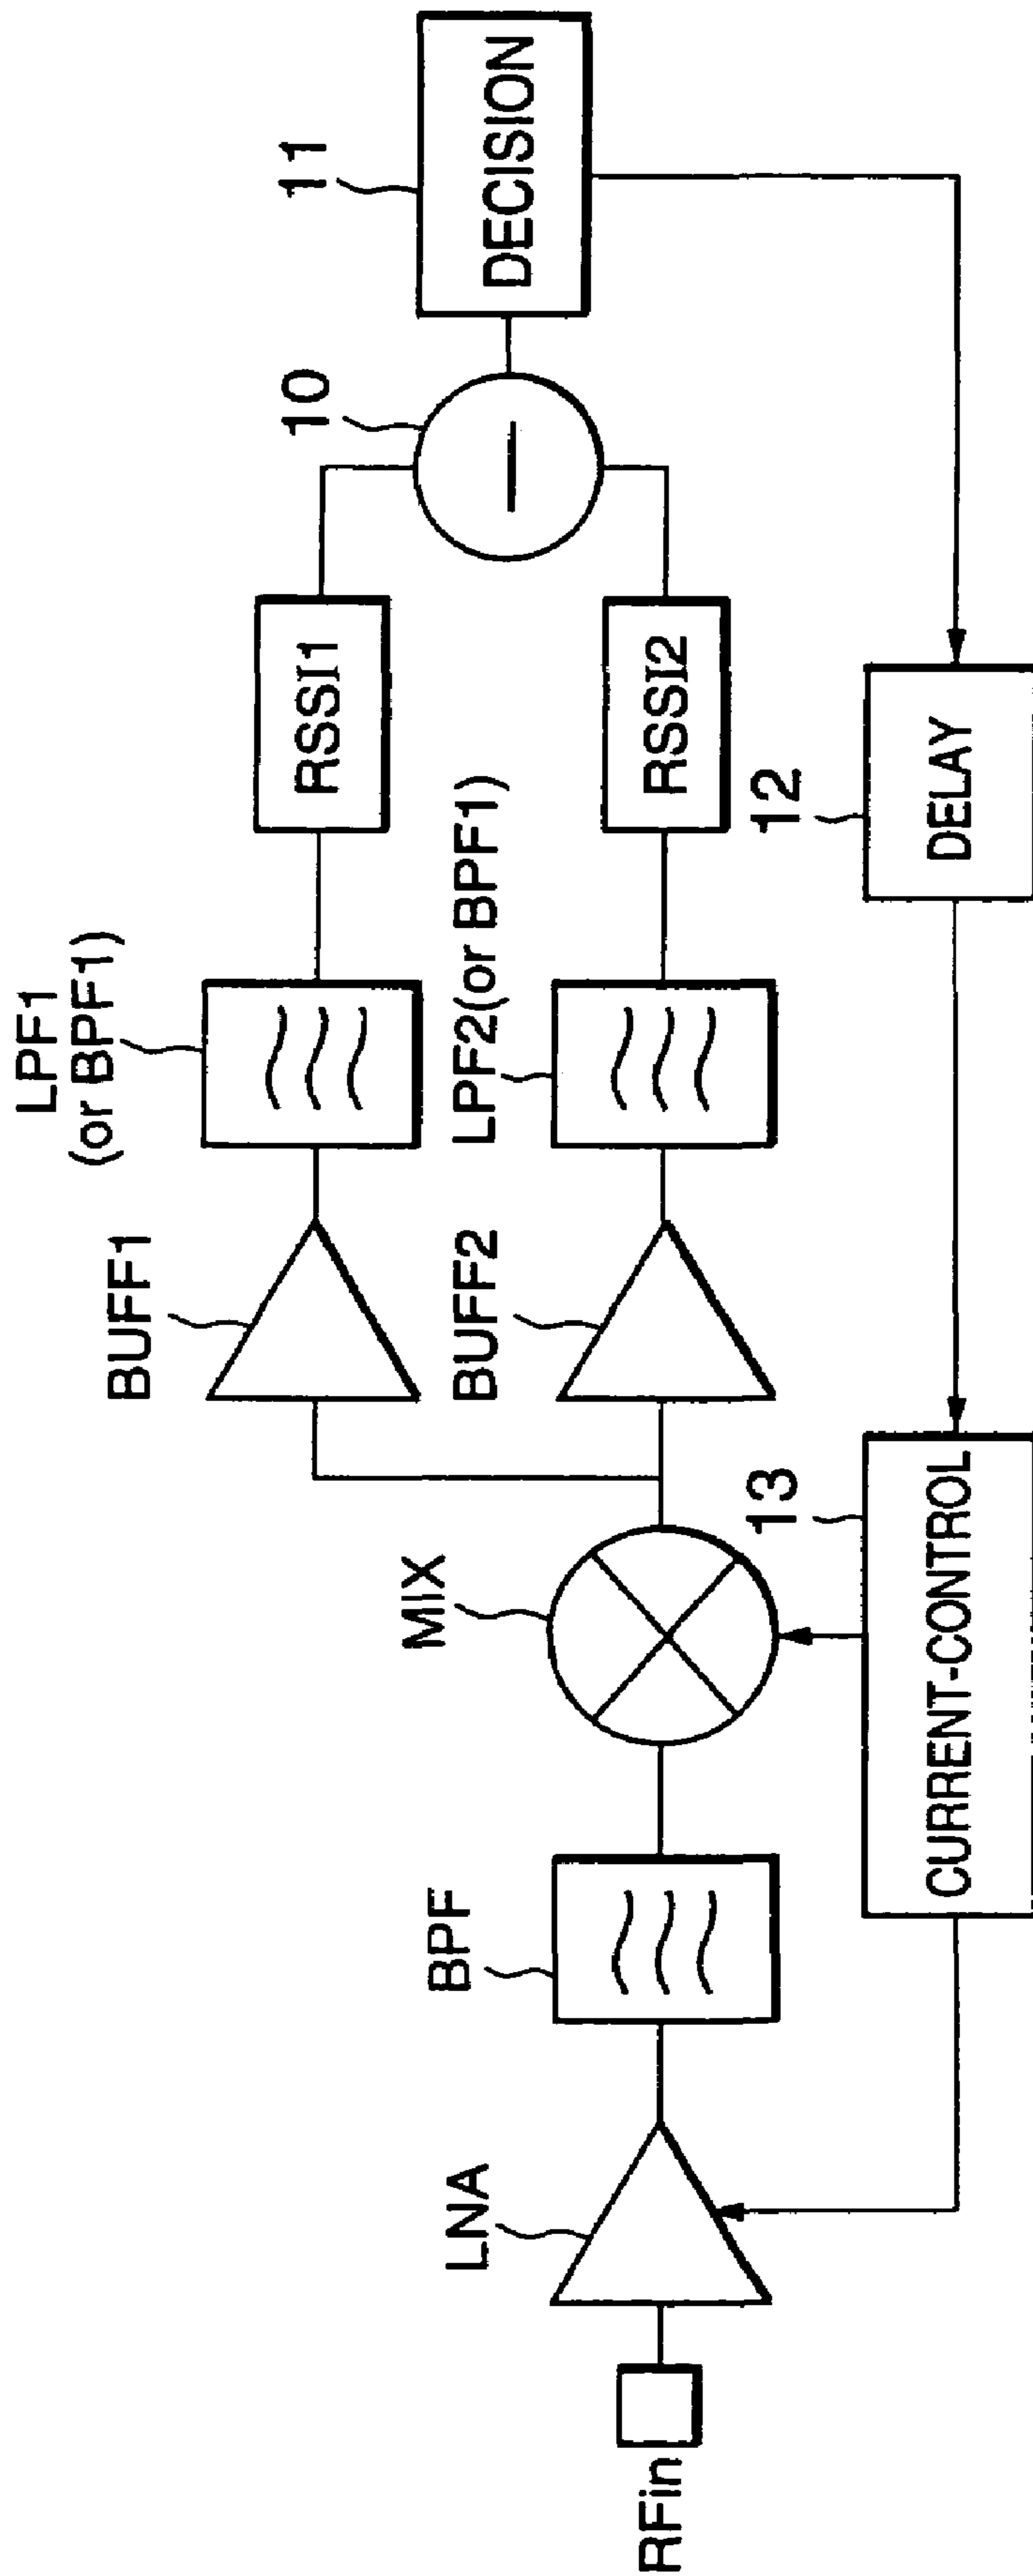 RFin
LNA
BPF
MIX
BUFF1
BUFF2
LPF1
(or BPF1)
LPF2(or BPF1)
RSSI1
RSSI2
10
11
DECISION
12
DELAY
13
CURRENT-CONTROL